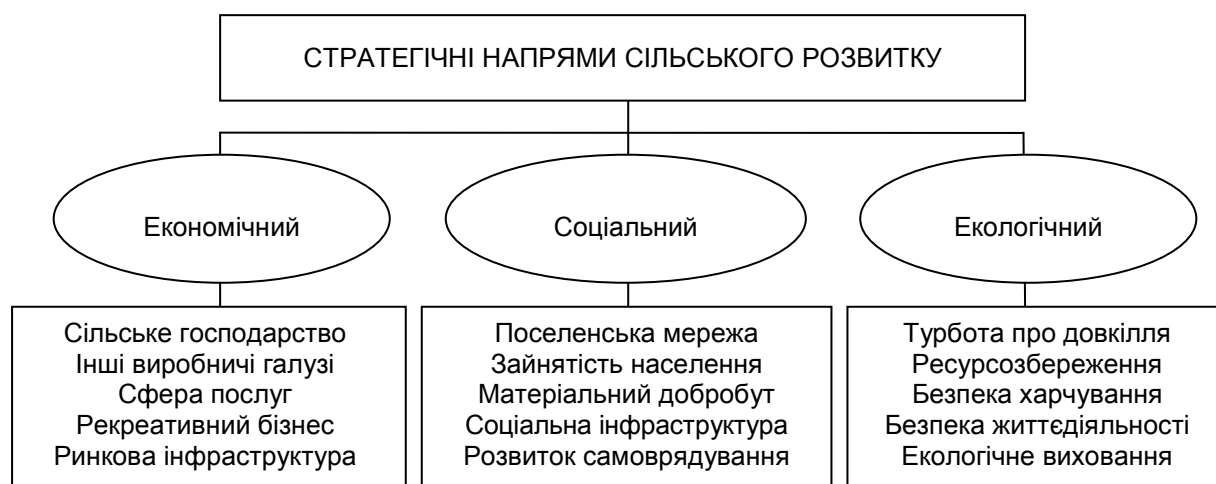 СТРАТЕГІЧНІ НАПРЯМИ СІЛЬСЬКОГО РОЗВИТКУ
Економічний
Соціальний
Екологічний
Сільське господарство
Інші виробничі галузі
Сфера послуг
Рекреативний бізнес
Ринкова інфраструктура
Поселенська мережа
Зайнятість населення
Матеріальний добробут
Соціальна інфраструктура
Розвиток самоврядування
Турбота про довкілля
Ресурсозбереження
Безпека харчування
Безпека життєдіяльності
Екологічне виховання